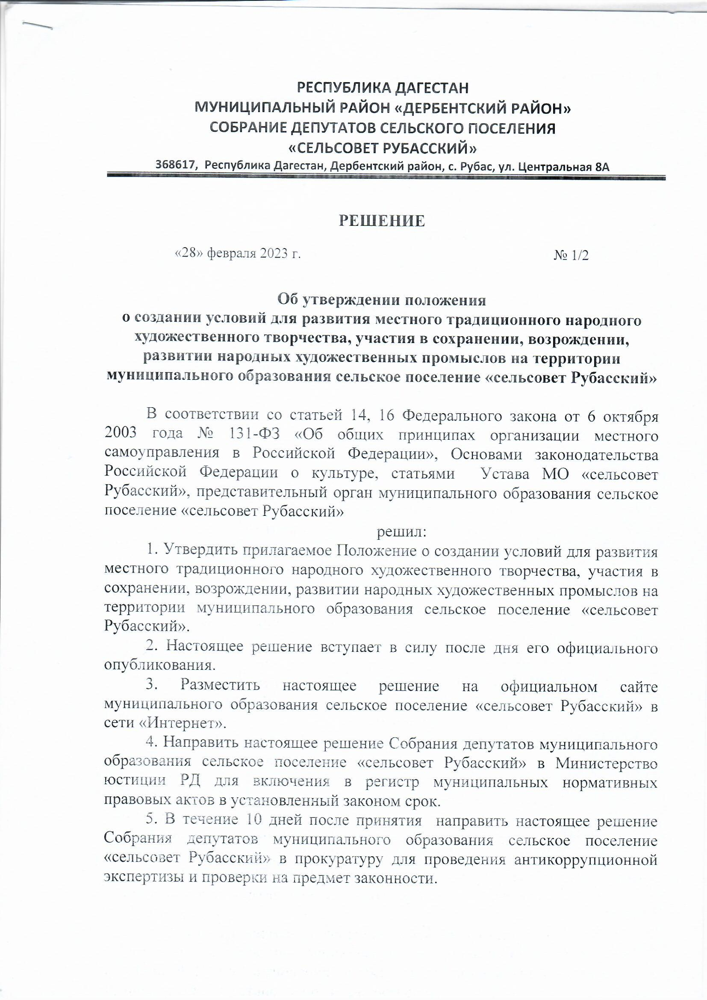 РЕСПУБЛИКА ДАГЕСТАН
МУНИЦИПАЛЬНЫЙ РАЙОН «ДЕРБЕНТСКИЙ РАЙОН»
СОБРАНИЕ ДЕПУТАТОВ СЕЛЬСКОГО ПОСЕЛЕНИЯ
«СЕЛЬСОВЕТ РУБАССКИЙ»
368617, Республика Дагестан, Дербентский район, с. Рубас, ул. Центральная 8А
РЕШЕНИЕ
«28» февраля 2023 г. № 1/2
Об утверждении положения
о создании условий для развития местного традиционного народного
художественного творчества, участия в сохранении, возрождении,
развитии народных художественных промыслов на территории
муниципального образования сельское поселение «сельсовет Рубасский»
В соответствии со статьей 14, 16 Федерального закона от 6 октября
2003 года № 131-ФЗ «Об общих принципах организации местного
самоуправления в Российской Федерации», Основами законодательства
Российской Федерации о культуре, статьями Устава МО «сельсовет
Рубасский», представительный орган муниципального образования сельское
поселение «сельсовет Рубасский»
решил:
1. Утвердить прилагаемое Положение о создании условий для развития
местного традиционного народного художественного творчества, участия в
сохранении, возрождении, развитии народных художественных промыслов на
территории муниципального образования сельское поселение «сельсовет
Рубасский».
2. Настоящее решение вступает в силу после дня его официального
опубликования.
3. Разместить настоящее решение на официальном сайте
муниципального образования сельское поселение «сельсовет Рубасский» в
сети «Интернет».
4. Направить настоящее решение Собрания депутатов муниципального
образования сельское поселение «сельсовет Рубасский» в Министерство
юстиции РД для включения в регистр муниципальных нормативных
правовых актов в установленный законом срок.
5. В течение 10 дней после принятия направить настоящее решение
Собрания депутатов муниципального образования сельское поселение
«сельсовет Рубасский» в прокуратуру для проведения антикоррупционной
экспертизы и проверки на предмет законности.